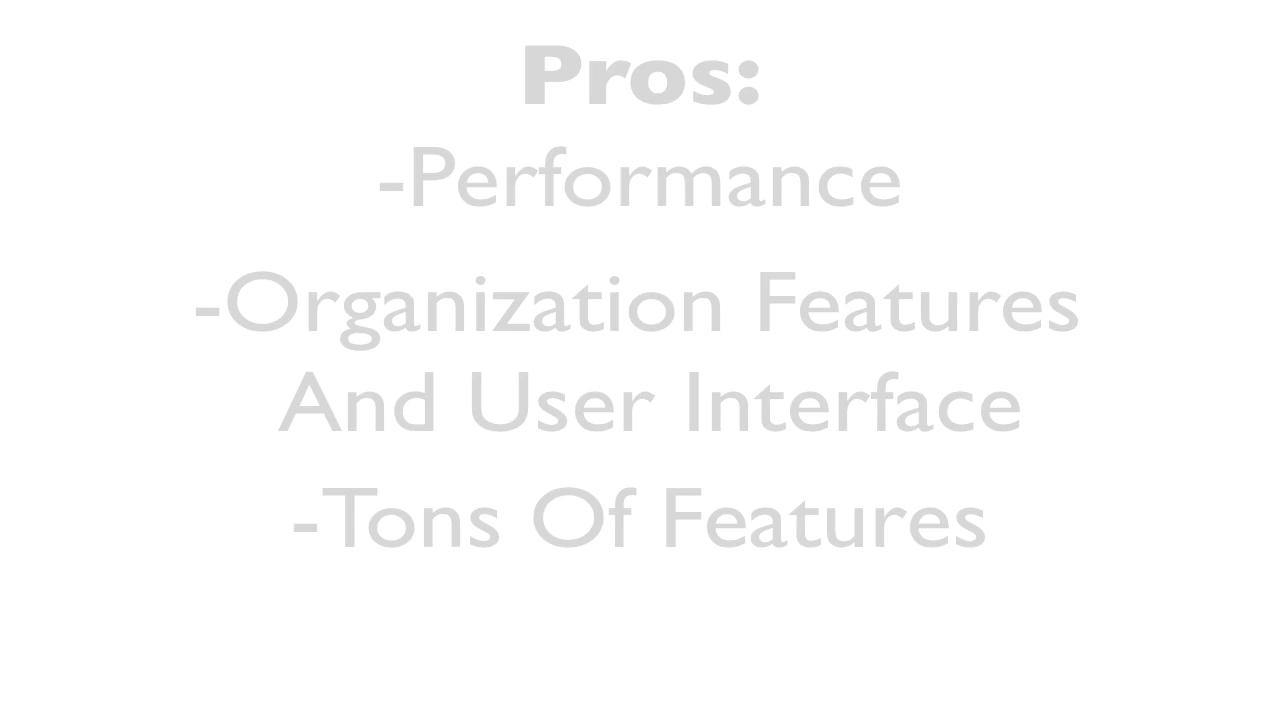 Pros:
-Performance
-Organization Features
And User Interface
-Tons Of Features